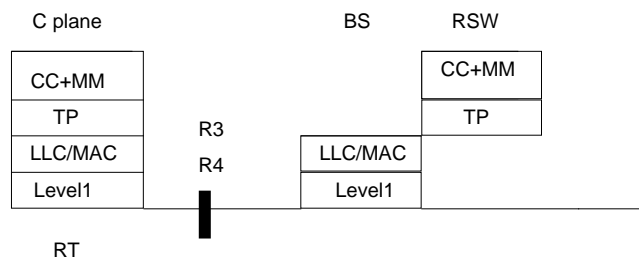 C plane BS RSW
CC+MM CC+MM
TP TP
R3
LLC/MAC R4 LLC/MAC
Level1 Level1
RT